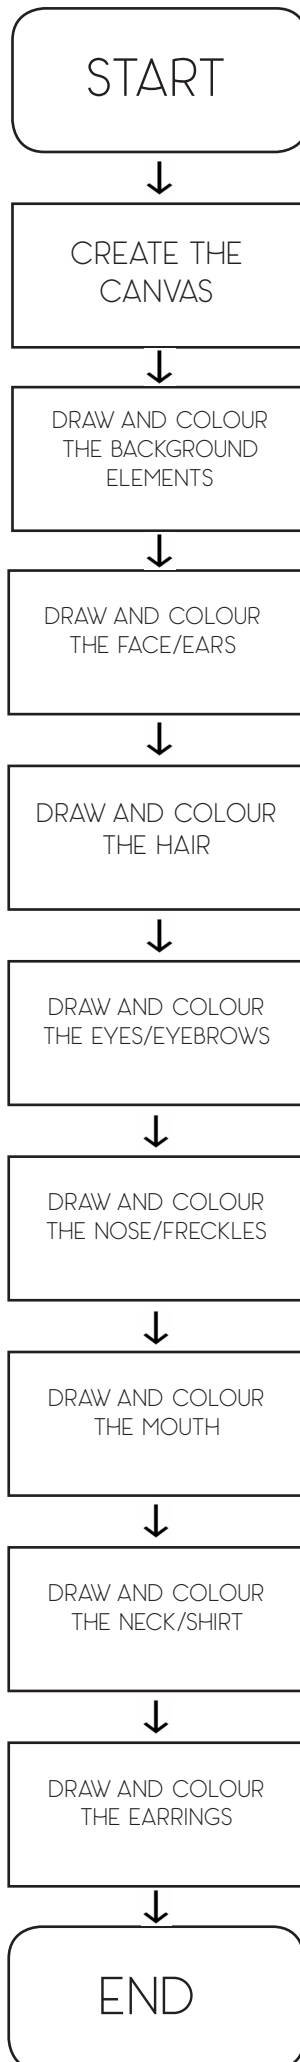 START
CREATE THE
CANVAS
DRAW AND COLOUR
THE BACKGROUND
ELEMENTS
DRAW AND COLOUR
THE FACE/EARS
DRAW AND COLOUR
THE HAIR
DRAW AND COLOUR
THE EYES/EYEBROWS
DRAW AND COLOUR
THE NOSE/FRECKLES
DRAW AND COLOUR
THE MOUTH
DRAW AND COLOUR
THE NECK/SHIRT
DRAW AND COLOUR
THE EARRINGS
END